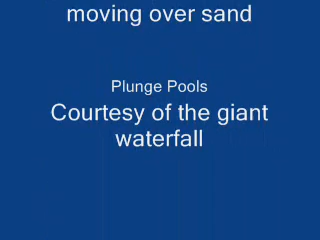 moving over sand
Plunge Pools
Courtesy of the giant
waterfall